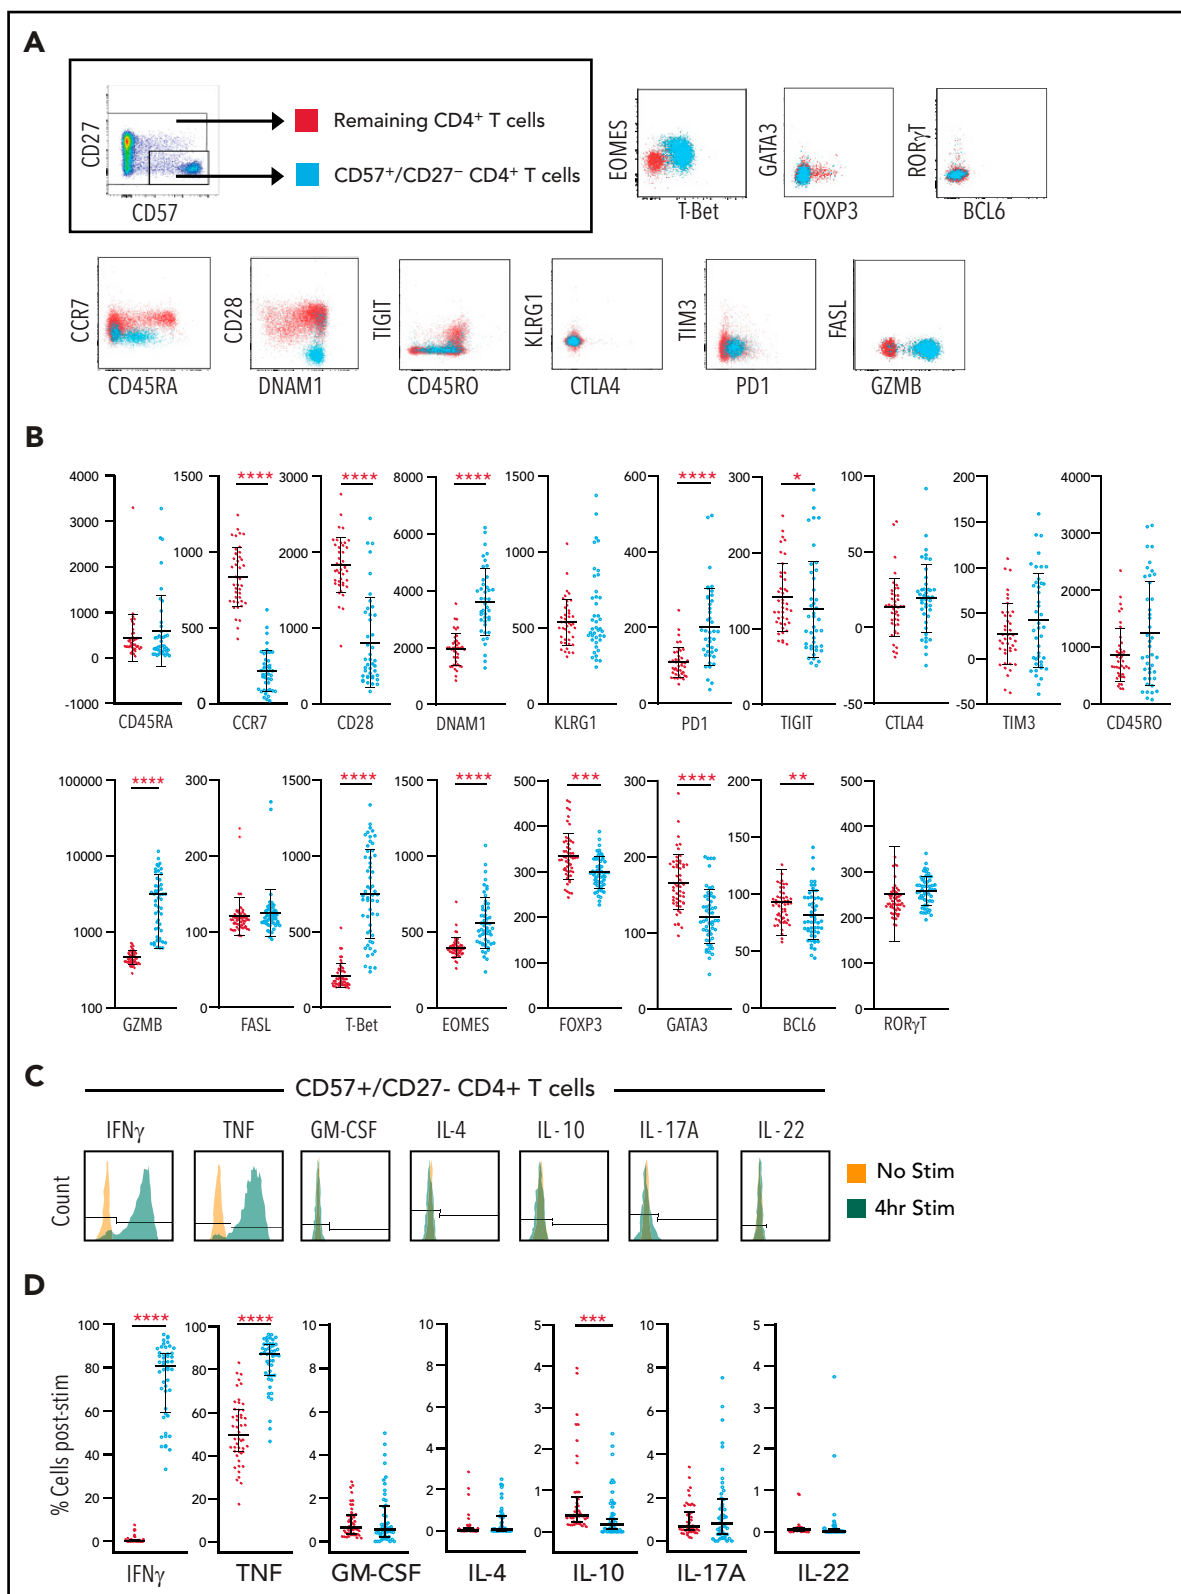 A
CD27
CD57
Remaining CD4+ T cells
CD57+/CD27− CD4+ T cells
EOMES
T-Bet
GATA3
FOXP3
RORγT
BCL6
CCR7
CD45RA
CD28
DNAM1
TIGIT
CD45RO
KLRG1
CTLA4
TIM3
PD1
FASL
GZMB
B
4000
3000
2000
1000
0
-1000
CD45RA
1500
1000
500
0
****
CCR7
3000
2000
1000
0
****
CD28
8000
6000
4000
2000
0
****
DNAM1
1500
1000
500
0
KLRG1
600
400
200
0
****
PD1
300
200
100
0
*
TIGIT
100
50
0
-50
CTLA4
200
150
100
50
0
-50
TIM3
4000
3000
2000
1000
0
CD45RO
100000
10000
1000
100
****
GZMB
300
200
100
0
FASL
1500
1000
500
0
****
T-Bet
1500
1000
500
0
****
EOMES
500
400
300
200
100
0
***
FOXP3
300
200
100
0
****
GATA3
200
150
100
50
0
**
BCL6
500
400
300
200
100
0
RORγT
C
CD57+/CD27- CD4+ T cells
IFNγ
TNF
GM-CSF
IL-4
IL-10
IL-17A
IL-22
Count
No Stim
4hr Stim
D
% Cells post-stim
100
80
60
40
20
0
****
IFNγ
100
80
60
40
20
0
****
TNF
10
8
6
4
2
0
GM-CSF
10
8
6
4
2
0
IL-4
5
4
3
2
1
0
***
IL-10
10
8
6
4
2
0
IL-17A
5
4
3
2
1
0
IL-22